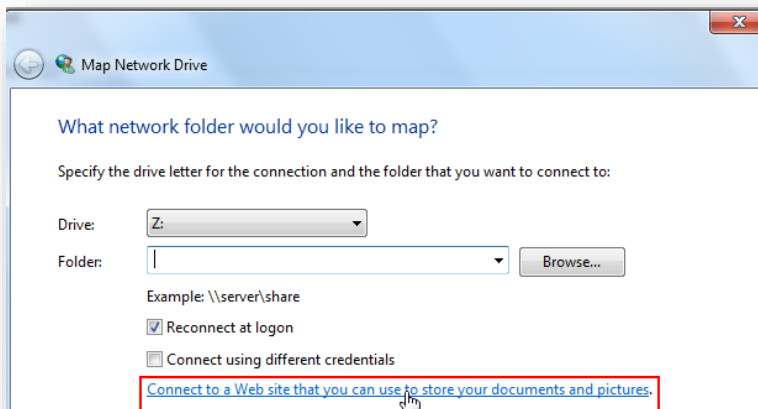 Map Network Drive
What network folder would you like to map?
Specify the drive letter for the connection and the folder that you want to connect to:
Drive: Z:
Folder: Browse...
Example: \\server\share
Reconnect at logon
Connect using different credentials
Connect to a Web site that you can use to store your documents and pictures.